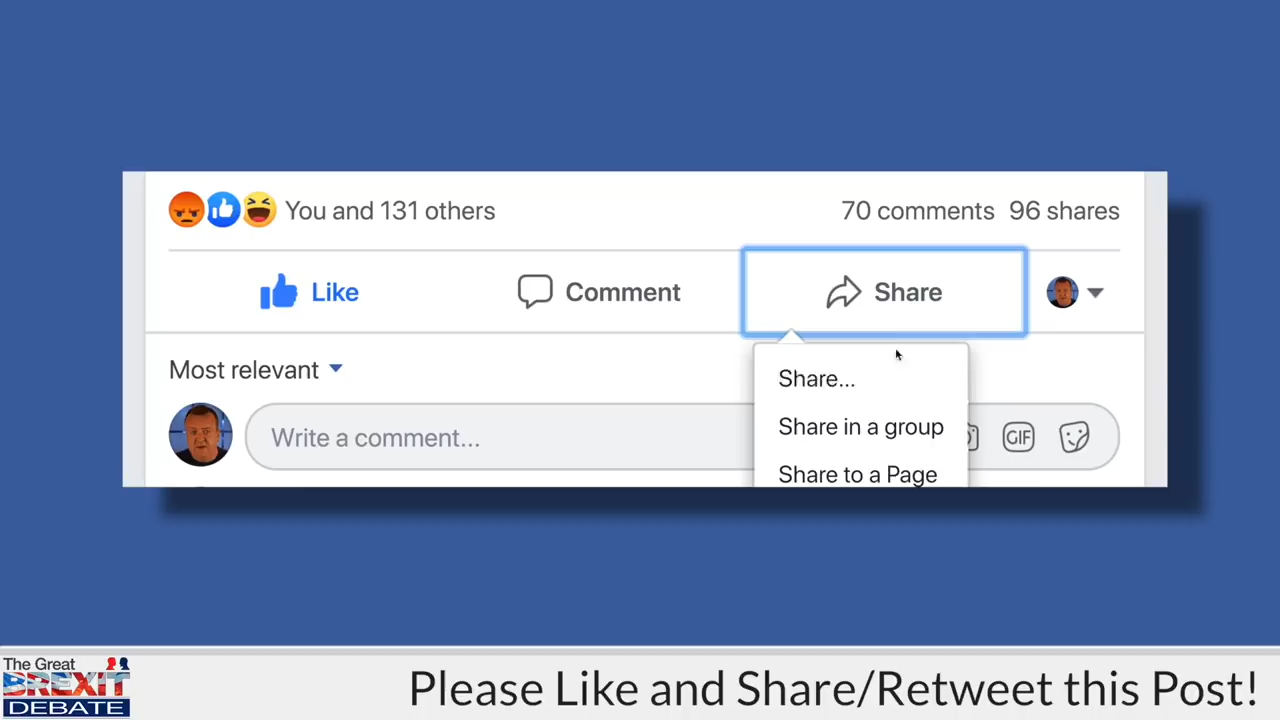 You and 131 others
70 comments 96 shares
Like
Comment
Share
Most relevant
Share...
Write a comment...
Share in a group
GIF
Share to a Page
The Great
BREXIT
DEBATE
Please Like and Share/Retweet this Post!